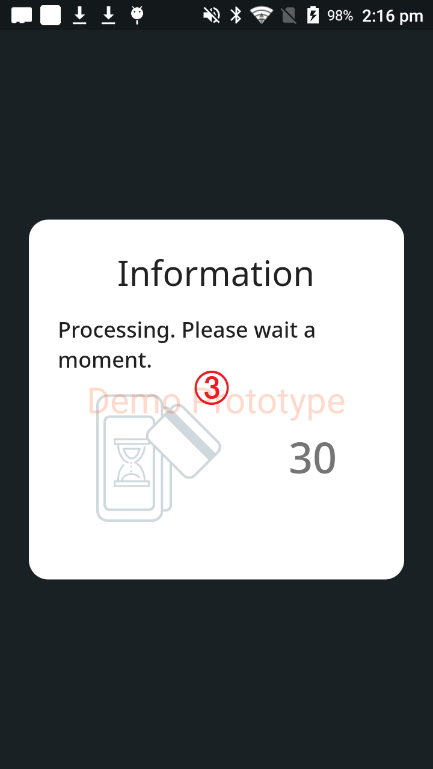 98% 2:16 pm
Information
Processing. Please wait a
moment.
③
Demo Prototype
30